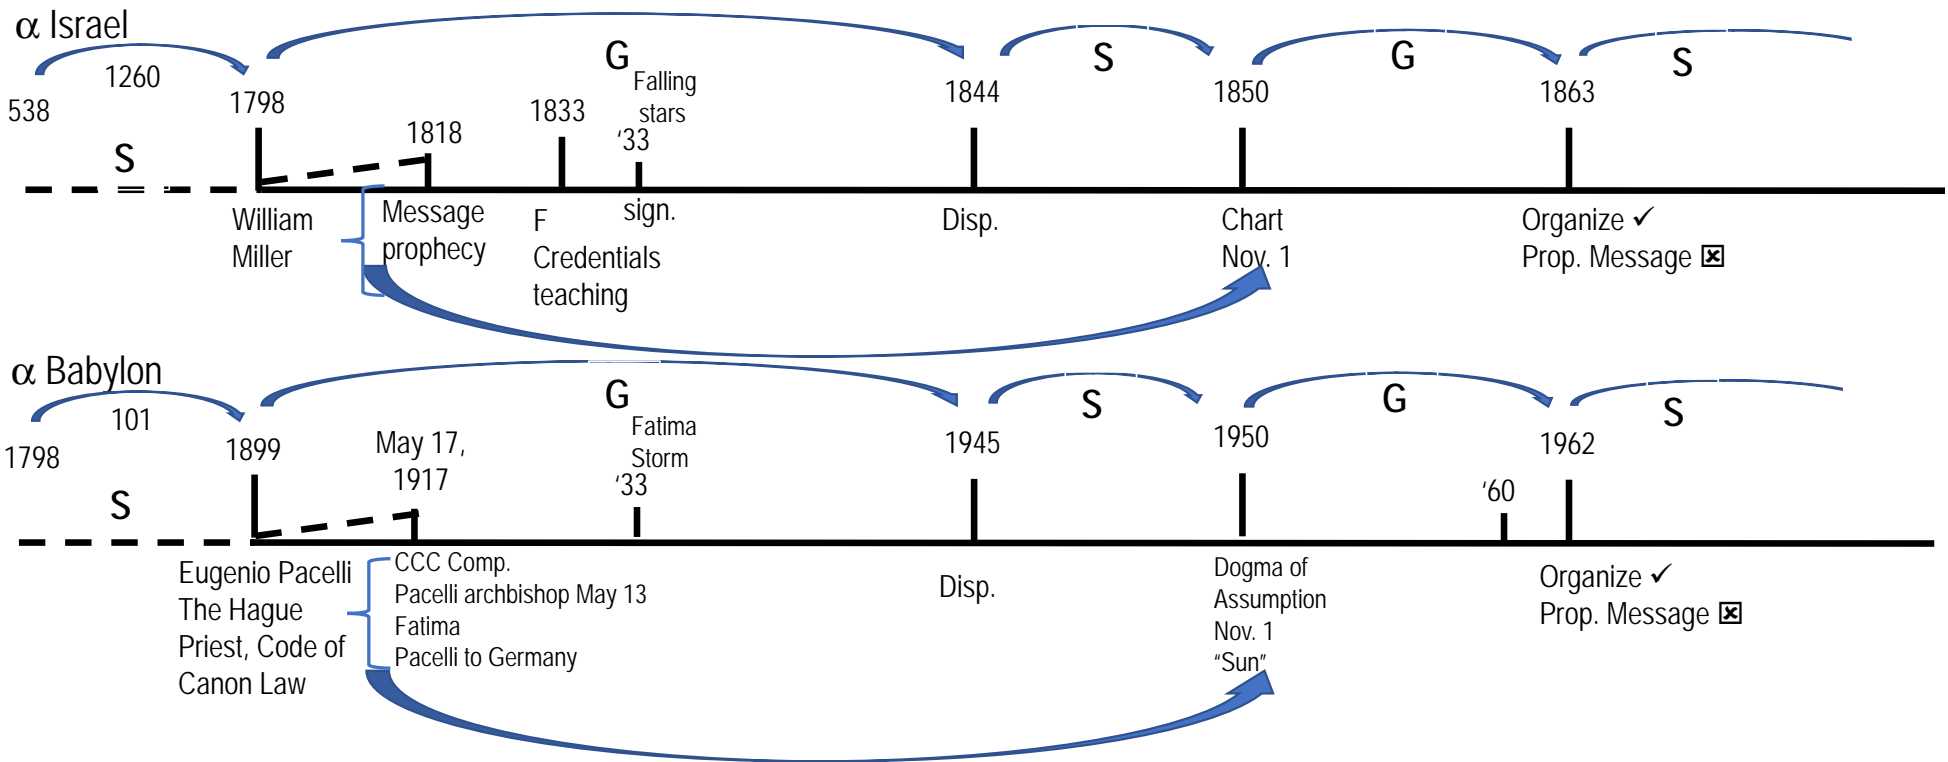 α Israel
1260
538
S
1798
G
Falling
stars
1818
1833
‘33
1844
S
1850
G
1863
S
William
Miller
Message
prophecy
F
Credentials
teaching
sign.
Disp.
Chart
Nov. 1
Organize ✓
Prop. Message ☒
α Babylon
101
1798
S
1899
G
Fatima
Storm
May 17,
1917
‘33
1945
S
1950
G
‘60
1962
S
Eugenio Pacelli
The Hague
Priest, Code of
Canon Law
CCC Comp.
Pacelli archbishop May 13
Fatima
Pacelli to Germany
Disp.
Dogma of
Assumption
Nov. 1
“Sun”
Organize ✓
Prop. Message ☒